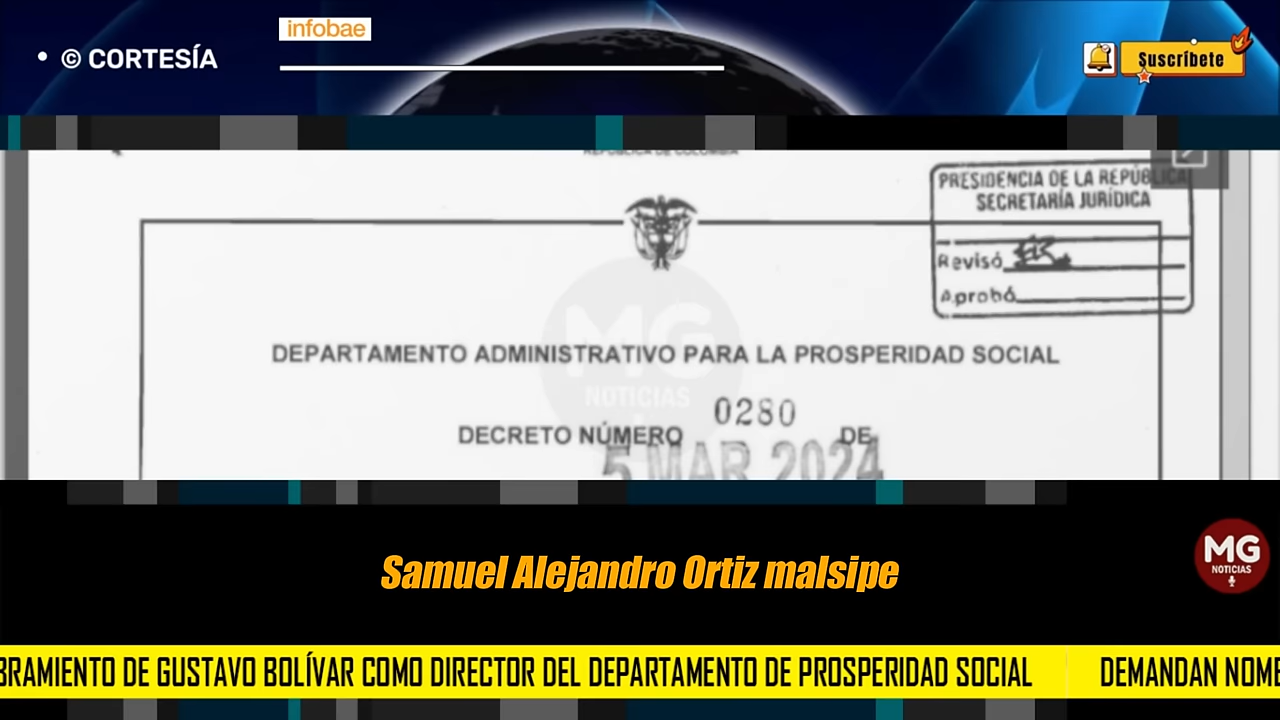 infobae
• © CORTESÍA
Suscríbete
REPÚBLICA DE COLOMBIA
PRESIDENCIA DE LA REPÚBLICA
SECRETARÍA JURÍDICA
Revisó
Aprobó
MG
NOTICIAS
DEPARTAMENTO ADMINISTRATIVO PARA LA PROSPERIDAD SOCIAL
DECRETO NÚMERO 0280 DE
5 MAR 2024
Samuel Alejandro Ortiz malsipe
MG
NOTICIAS
BRAMIENTO DE GUSTAVO BOLÍVAR COMO DIRECTOR DEL DEPARTAMENTO DE PROSPERIDAD SOCIAL DEMANDAN NOMB